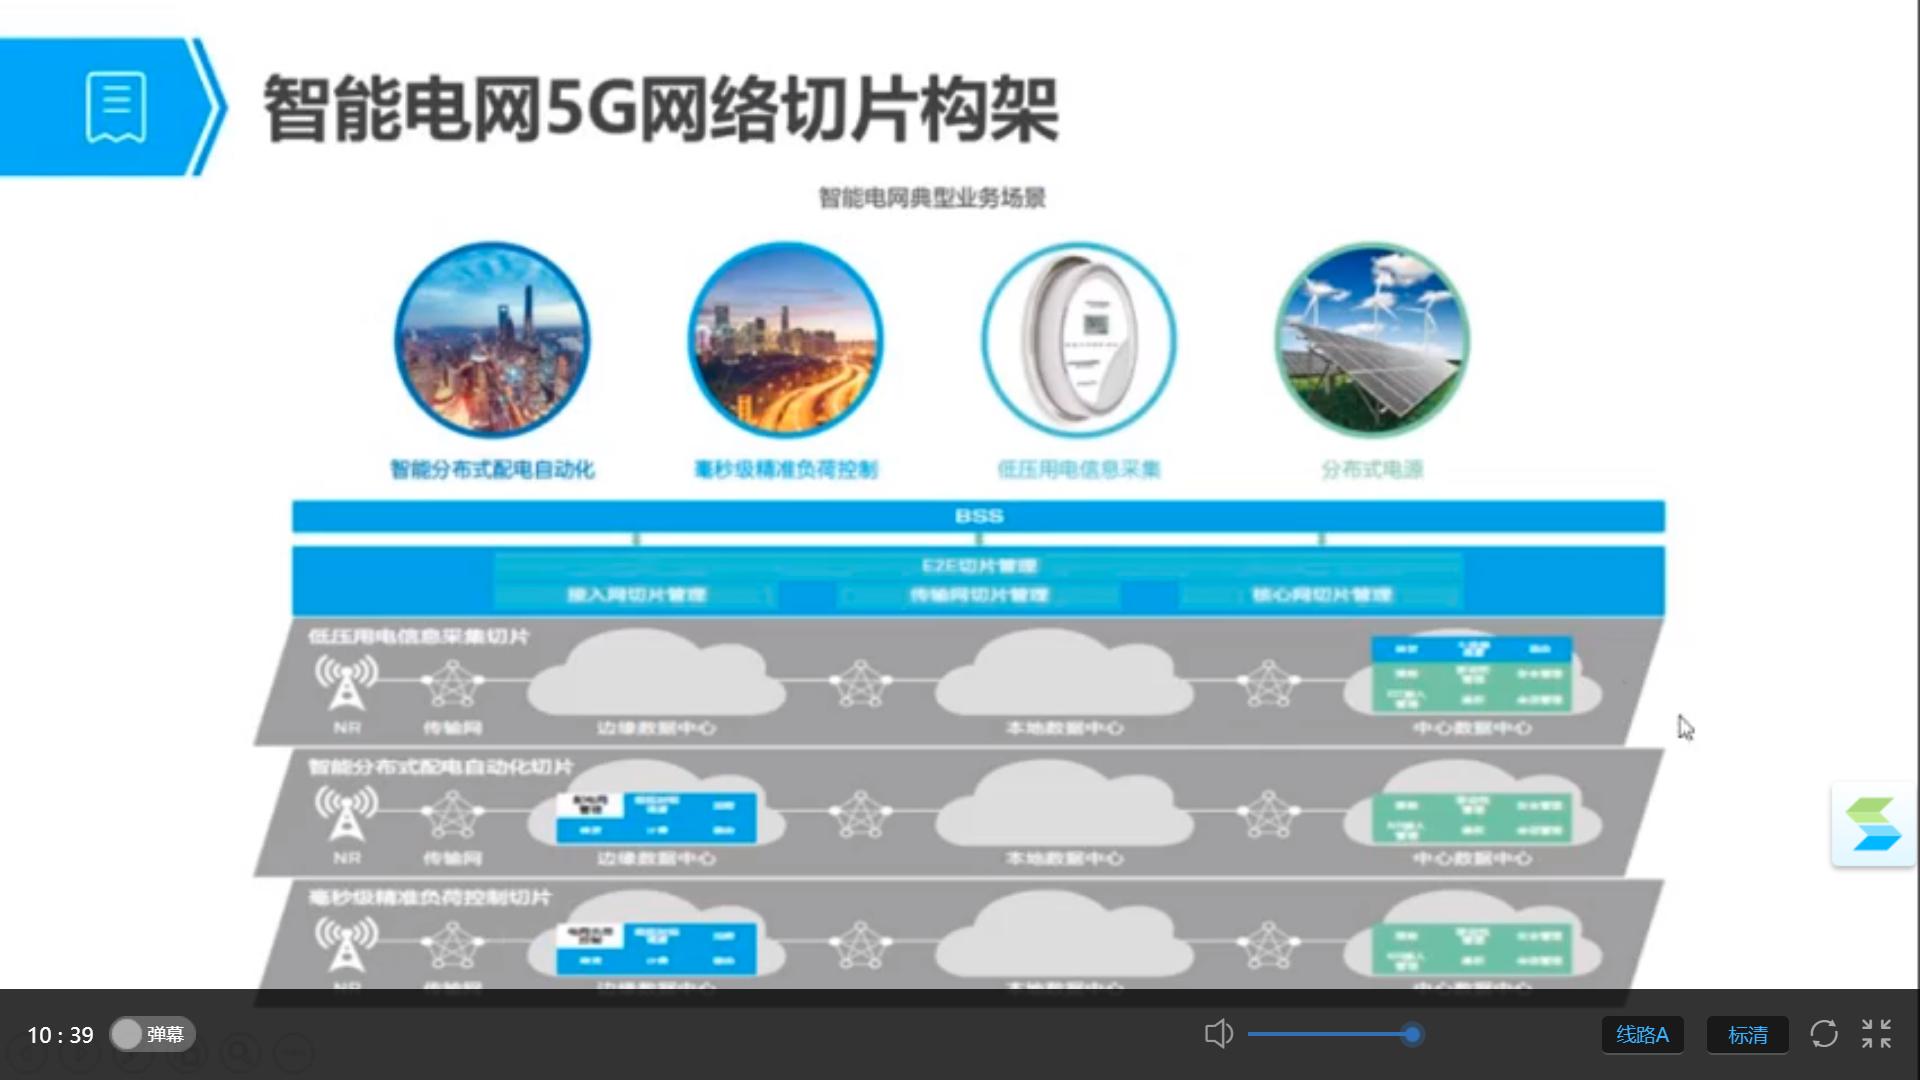 智能电网5G网络切片构架
智能电网典型业务场景
智能分布式配电自动化
毫秒级精准负荷控制
低压用电信息采集
分布式电源
BSS
E2E切片管理
接入网切片管理
传输网切片管理
核心网切片管理
低压用电信息采集切片
NR
传输网
边缘数据中心
本地数据中心
中心数据中心
智能分布式配电自动化切片
NR
传输网
边缘数据中心
本地数据中心
中心数据中心
毫秒级精准负荷控制切片
NR
传输网
边缘数据中心
本地数据中心
中心数据中心
10 : 39
弹幕
线路A
标清